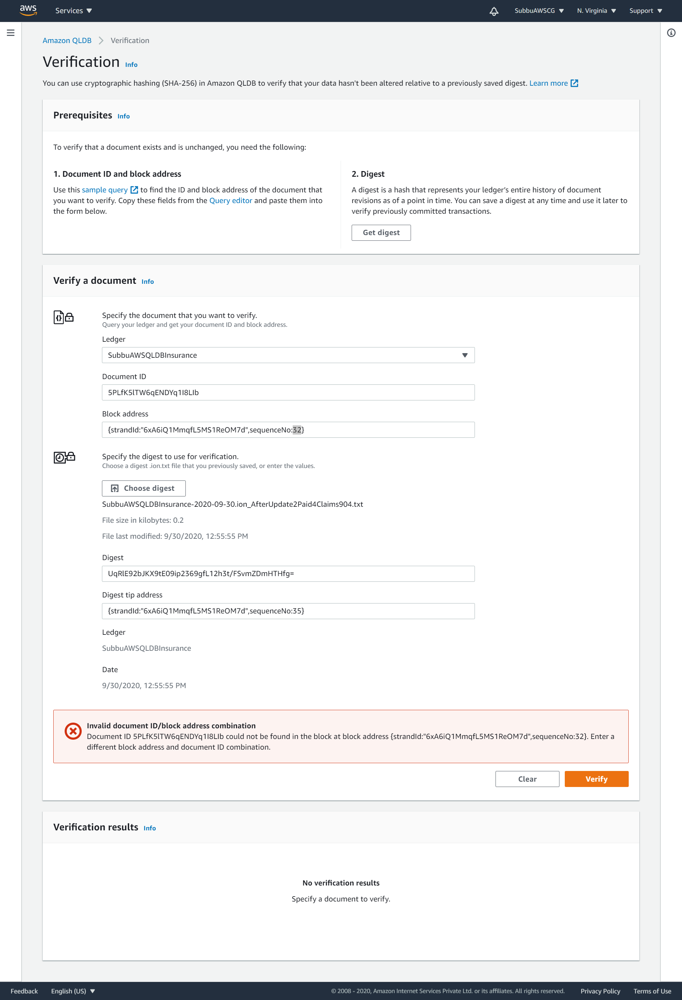 aws
Services
SubbuAWSCG
N. Virginia
Support
Amazon QLDB
Verification
Verification Info
You can use cryptographic hashing (SHA-256) in Amazon QLDB to verify that your data hasn't been altered relative to a previously saved digest. Learn more
Prerequisites Info
To verify that a document exists and is unchanged, you need the following:
1. Document ID and block address
Use this sample query to find the ID and block address of the document that
you want to verify. Copy these fields from the Query editor and paste them into
the form below.
2. Digest
A digest is a hash that represents your ledger’s entire history of document
revisions as of a point in time. You can save a digest at any time and use it later to
verify previously committed transactions.
Get digest
Verify a document Info
Specify the document that you want to verify.
Query your ledger and get your document ID and block address.
Ledger
SubbuAWSQLDBInsurance
Document ID
5PLfK5lTW6qENDYq1I8LIb
Block address
{strandId:"6xA6iQ1MmqfL5MS1ReOM7d",sequenceNo:32}
Specify the digest to use for verification.
Choose a digest .ion.txt file that you previously saved, or enter the values.
Choose digest
SubbuAWSQLDBInsurance-2020-09-30.ion_AfterUpdate2Paid4Claims904.txt
File size in kilobytes: 0.2
File last modified: 9/30/2020, 12:55:55 PM
Digest
UqRlE92bJKX9tE09ip2369gfL12h3t/FSvmZDmHTHfg=
Digest tip address
{strandId:"6xA6iQ1MmqfL5MS1ReOM7d",sequenceNo:35}
Ledger
SubbuAWSQLDBInsurance
Date
9/30/2020, 12:55:55 PM
Invalid document ID/block address combination
Document ID 5PLfK5lTW6qENDYq1I8LIb could not be found in the block at block address {strandId:"6xA6iQ1MmqfL5MS1ReOM7d",sequenceNo:32}. Enter a
different block address and document ID combination.
Clear
Verify
Verification results Info
No verification results
Specify a document to verify.
Feedback
English (US)
© 2008 - 2020, Amazon Internet Services Private Ltd. or its affiliates. All rights reserved.
Privacy Policy
Terms of Use